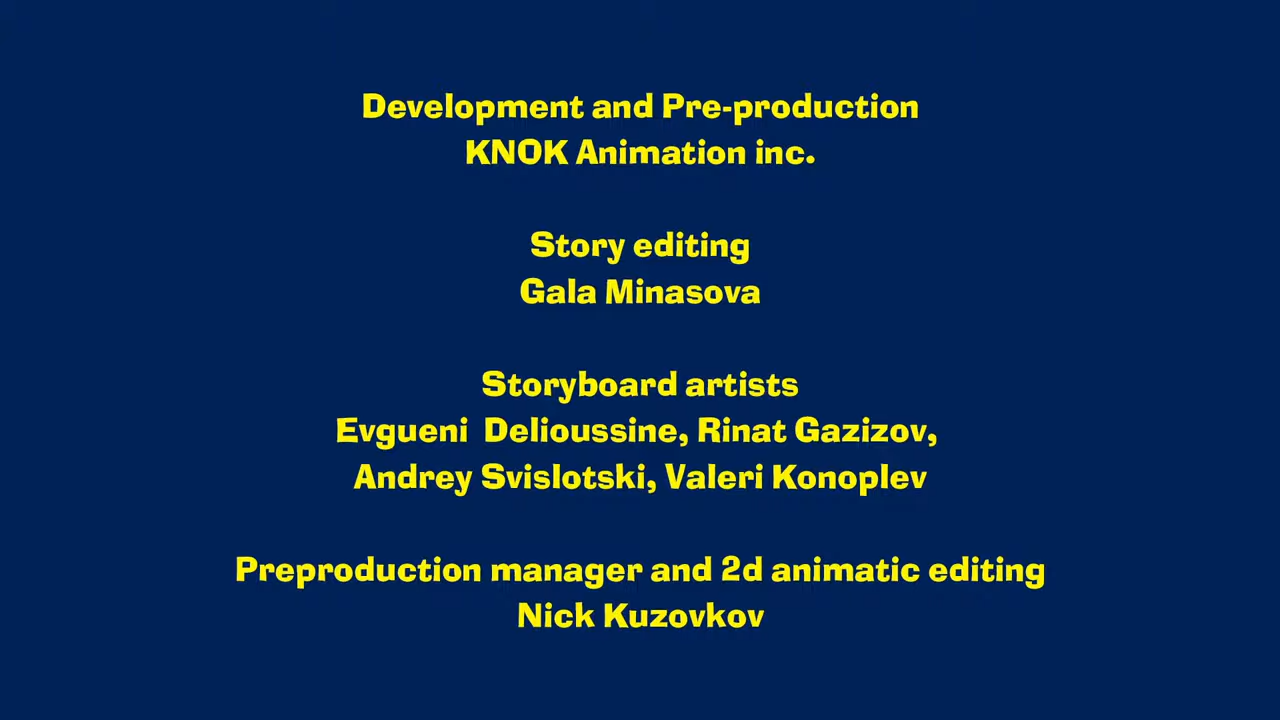 Development and Pre-production
KNOK Animation inc.
Story editing
Gala Minasova
Storyboard artists
Evgueni  Delioussine, Rinat Gazizov,
Andrey Svislotski, Valeri Konoplev
Preproduction manager and 2d animatic editing
Nick Kuzovkov